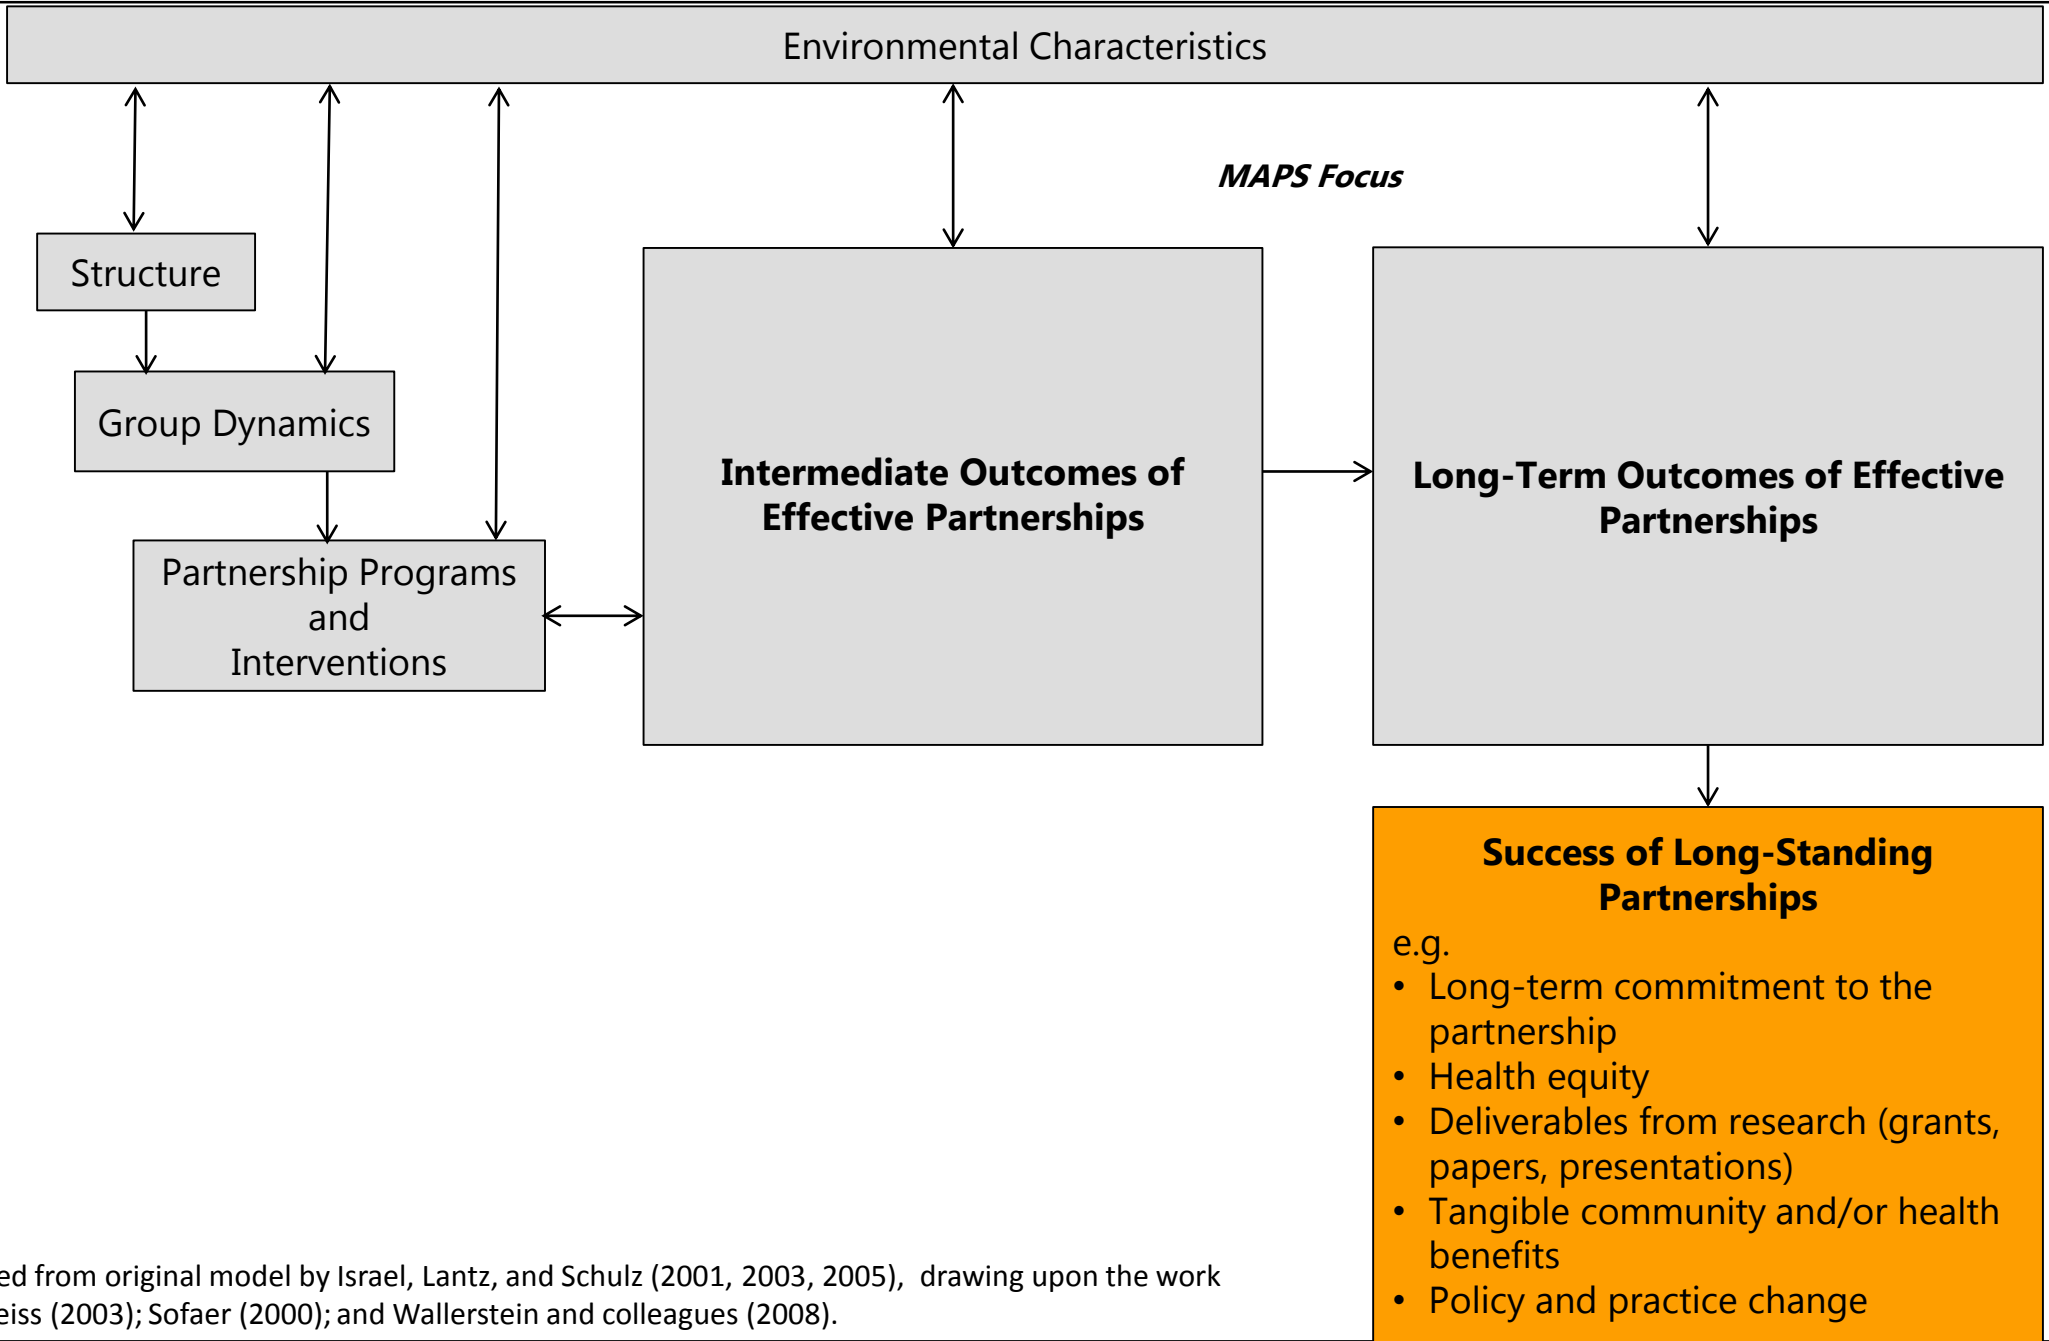 Environmental Characteristics
MAPS Focus
Structure
Group Dynamics
Partnership Programs
and
Interventions
Intermediate Outcomes of
Effective Partnerships
Long-Term Outcomes of Effective
Partnerships
Success of Long-Standing
Partnerships
e.g.
• Long-term commitment to the
partnership
• Health equity
• Deliverables from research (grants,
papers, presentations)
• Tangible community and/or health
benefits
• Policy and practice change
from original model by Israel, Lantz, and Schulz (2001, 2003, 2005), drawing upon the work
(2003); Sofaer (2000); and Wallerstein and colleagues (2008).